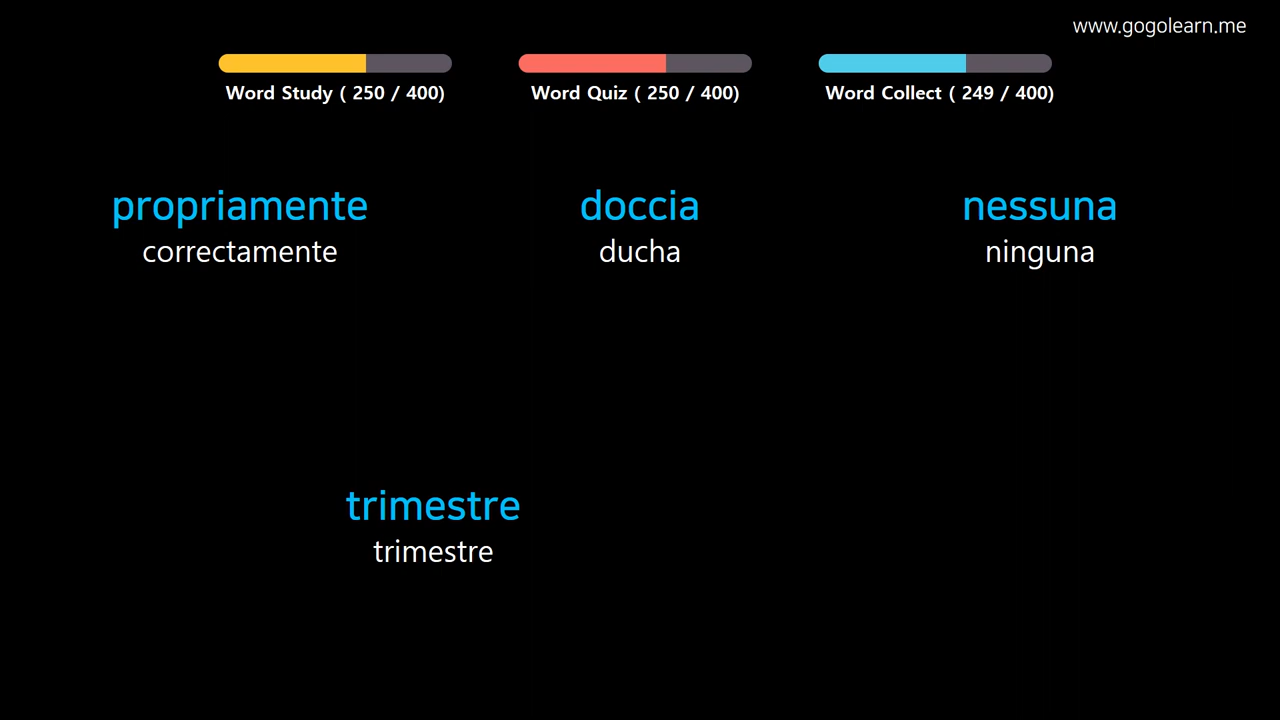 www.gogolearn.me
Word Study ( 250 / 400)
Word Quiz ( 250 / 400)
Word Collect ( 249 / 400)
propriamente
correctamente
doccia
ducha
nessuna
ninguna
trimestre
trimestre